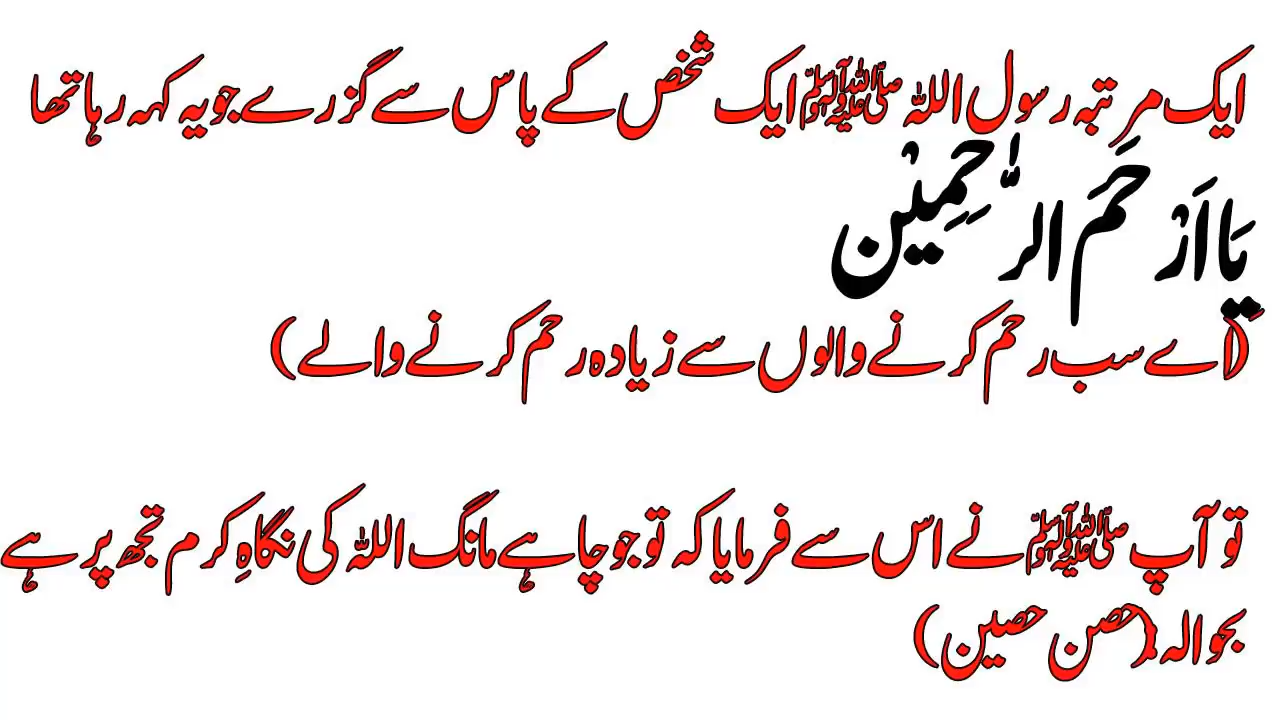 ایک مرتبہ رسول اللہ ﷺ ایک شخص کے پاس سے گزرے جو یہ کہہ رہا تھا
یَا اَرْحَمَ الرّٰحِمِیْن
(اے سب رحم کرنے والوں سے زیادہ رحم کرنے والے)
تو آپ ﷺ نے اس سے فرمایا کہ تو جو چاہے مانگ اللہ کی نگاہِ کرم تجھ پر ہے
بحوالہ (حصن حصین)